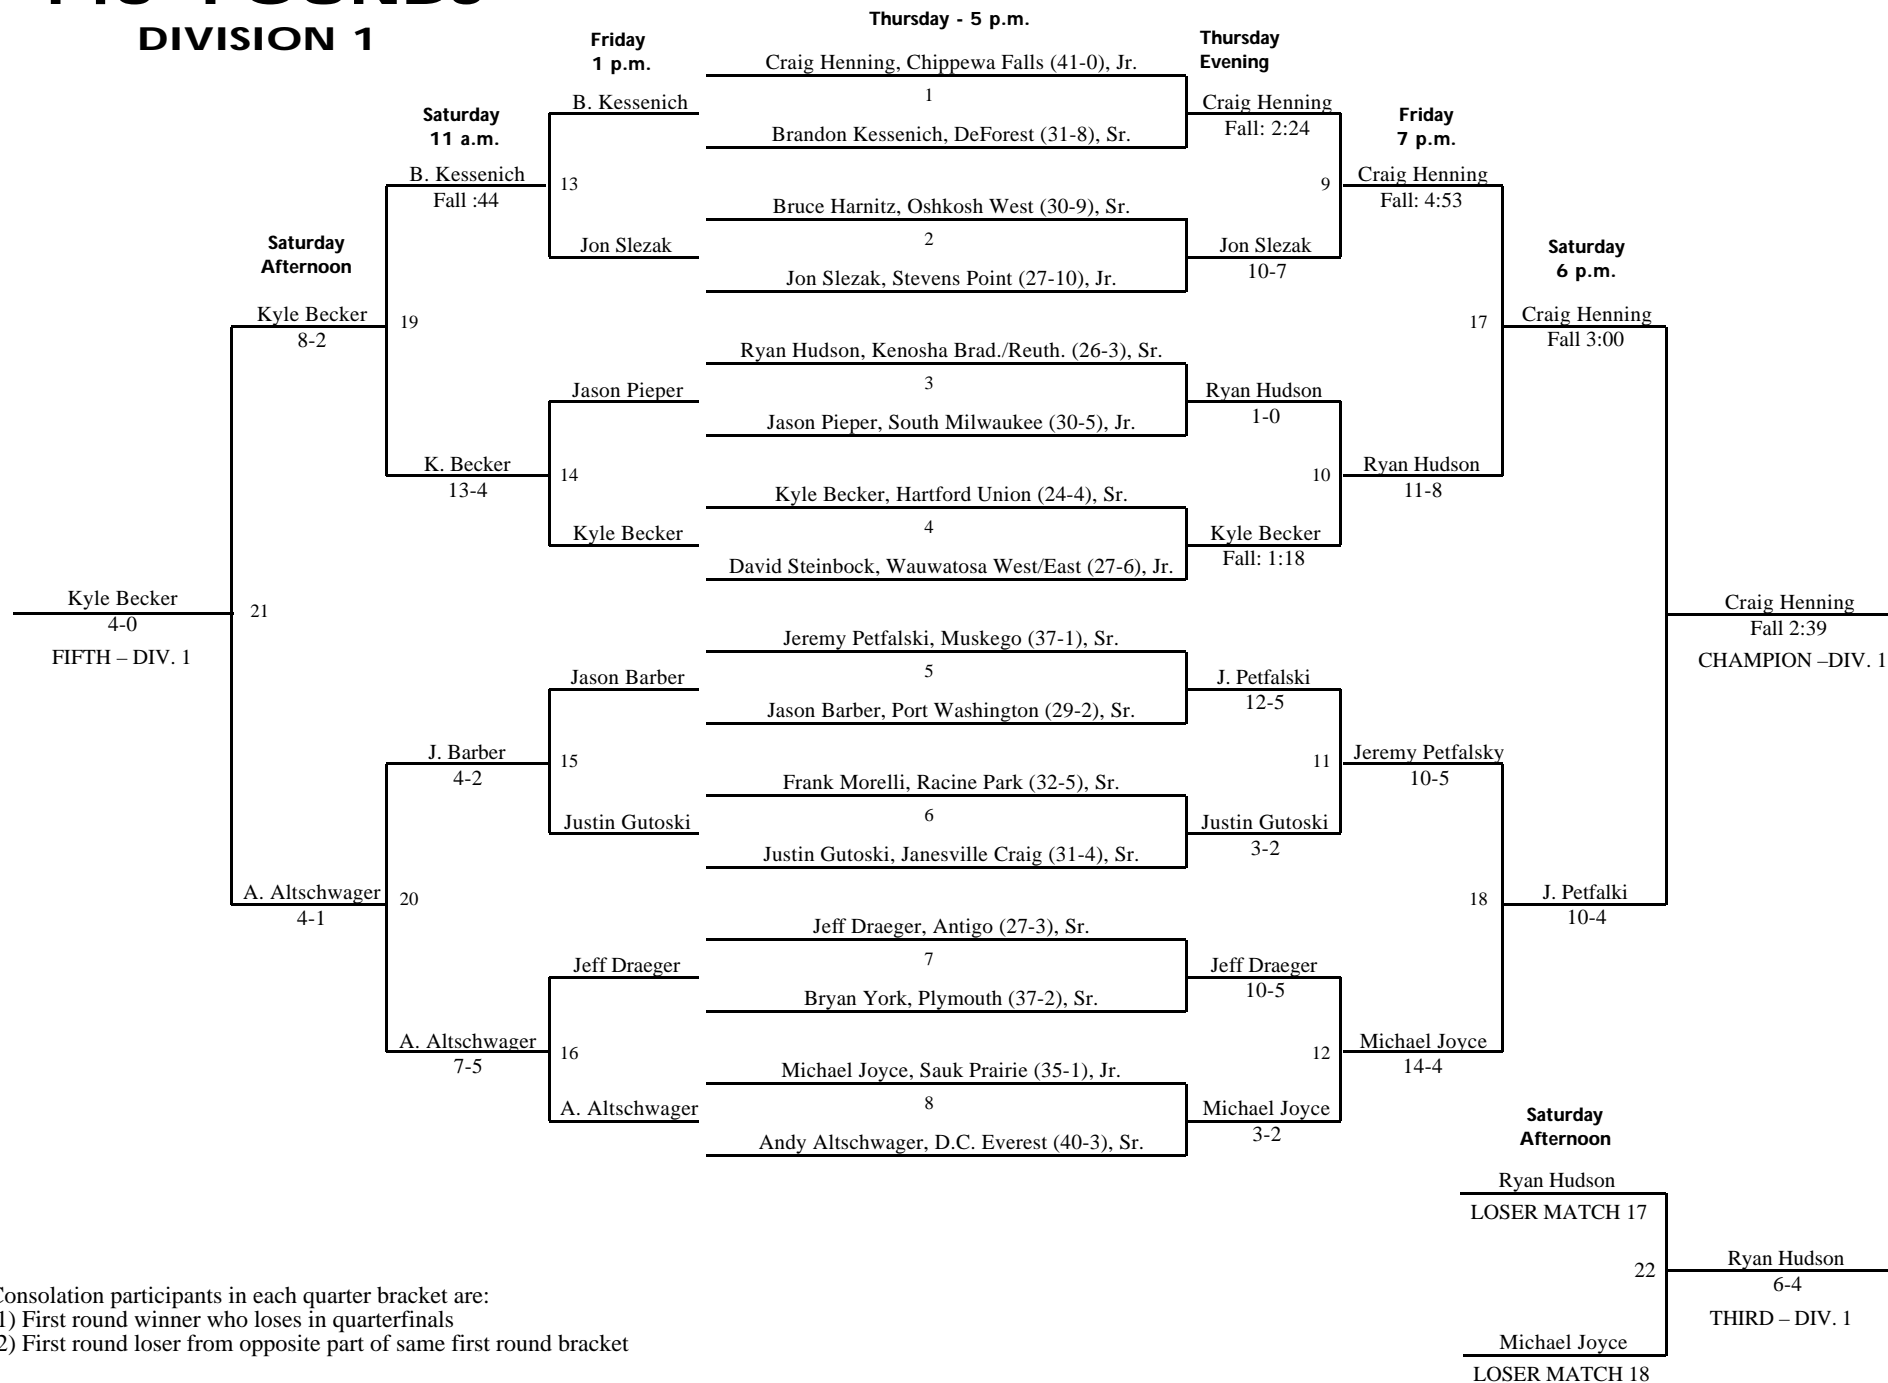 DIVISION 1
Thursday - 5 p.m.
Friday
1 p.m.
Thursday
Evening
Saturday
11 a.m.
Friday
7 p.m.
Saturday
Afternoon
Saturday
6 p.m.
Craig Henning, Chippewa Falls (41-0), Jr.
1
Brandon Kessenich, DeForest (31-8), Sr.
Bruce Harnitz, Oshkosh West (30-9), Sr.
2
Jon Slezak, Stevens Point (27-10), Jr.
Ryan Hudson, Kenosha Brad./Reuth. (26-3), Sr.
3
Jason Pieper, South Milwaukee (30-5), Jr.
Kyle Becker, Hartford Union (24-4), Sr.
4
David Steinbock, Wauwatosa West/East (27-6), Jr.
Jeremy Petfalski, Muskego (37-1), Sr.
5
Jason Barber, Port Washington (29-2), Sr.
Frank Morelli, Racine Park (32-5), Sr.
6
Justin Gutoski, Janesville Craig (31-4), Sr.
Jeff Draeger, Antigo (27-3), Sr.
7
Bryan York, Plymouth (37-2), Sr.
Michael Joyce, Sauk Prairie (35-1), Jr.
8
Andy Altschwager, D.C. Everest (40-3), Sr.
B. Kessenich
13
Jon Slezak
Jason Pieper
14
Kyle Becker
Jason Barber
15
Justin Gutoski
Jeff Draeger
16
A. Altschwager
B. Kessenich
Fall :44
19
K. Becker
13-4
J. Barber
4-2
20
A. Altschwager
7-5
Kyle Becker
8-2
21
A. Altschwager
4-1
Kyle Becker
4-0
FIFTH – DIV. 1
Craig Henning
Fall: 2:24
9
Jon Slezak
10-7
Ryan Hudson
1-0
10
Kyle Becker
Fall: 1:18
J. Petfalski
12-5
11
Justin Gutoski
3-2
Jeff Draeger
10-5
12
Michael Joyce
3-2
Craig Henning
Fall: 4:53
17
Ryan Hudson
11-8
Jeremy Petfalsky
10-5
18
Michael Joyce
14-4
Craig Henning
Fall 3:00
J. Petfalki
10-4
Craig Henning
Fall 2:39
CHAMPION –DIV. 1
Saturday
Afternoon
Ryan Hudson
LOSER MATCH 17
22
Ryan Hudson
6-4
THIRD – DIV. 1
Michael Joyce
LOSER MATCH 18
Consolation participants in each quarter bracket are:
1) First round winner who loses in quarterfinals
2) First round loser from opposite part of same first round bracket